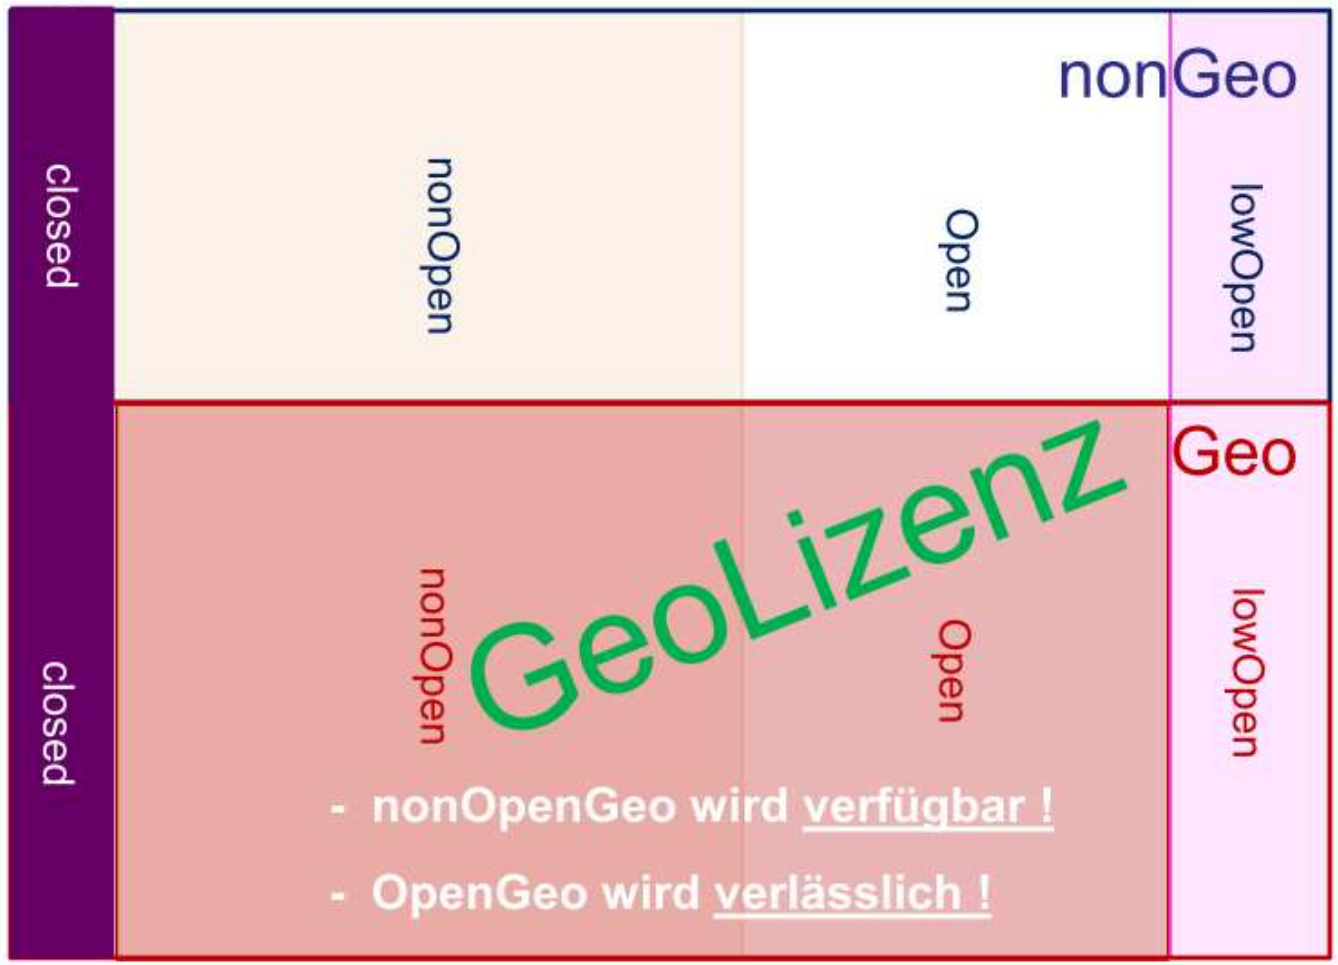 nonGeo
closed
nonOpen
Open
lowOpen
Geo
GeoLizenz
closed
nonOpen
Open
lowOpen
- nonOpenGeo wird verfügbar !
- OpenGeo wird verlässlich !